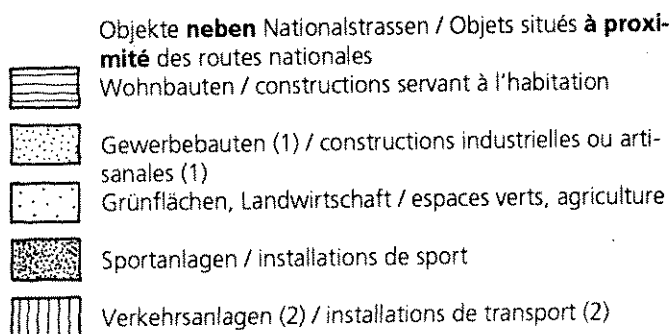 Objekte neben Nationalstrassen / Objets situés à proxi-
mité des routes nationales
Wohnbauten / constructions servant à l'habitation
Gewerbebauten (1) / constructions industrielles ou arti-
sanales (1)
Grünflächen, Landwirtschaft / espaces verts, agriculture
Sportanlagen / installations de sport
Verkehrsanlagen (2) / installations de transport (2)